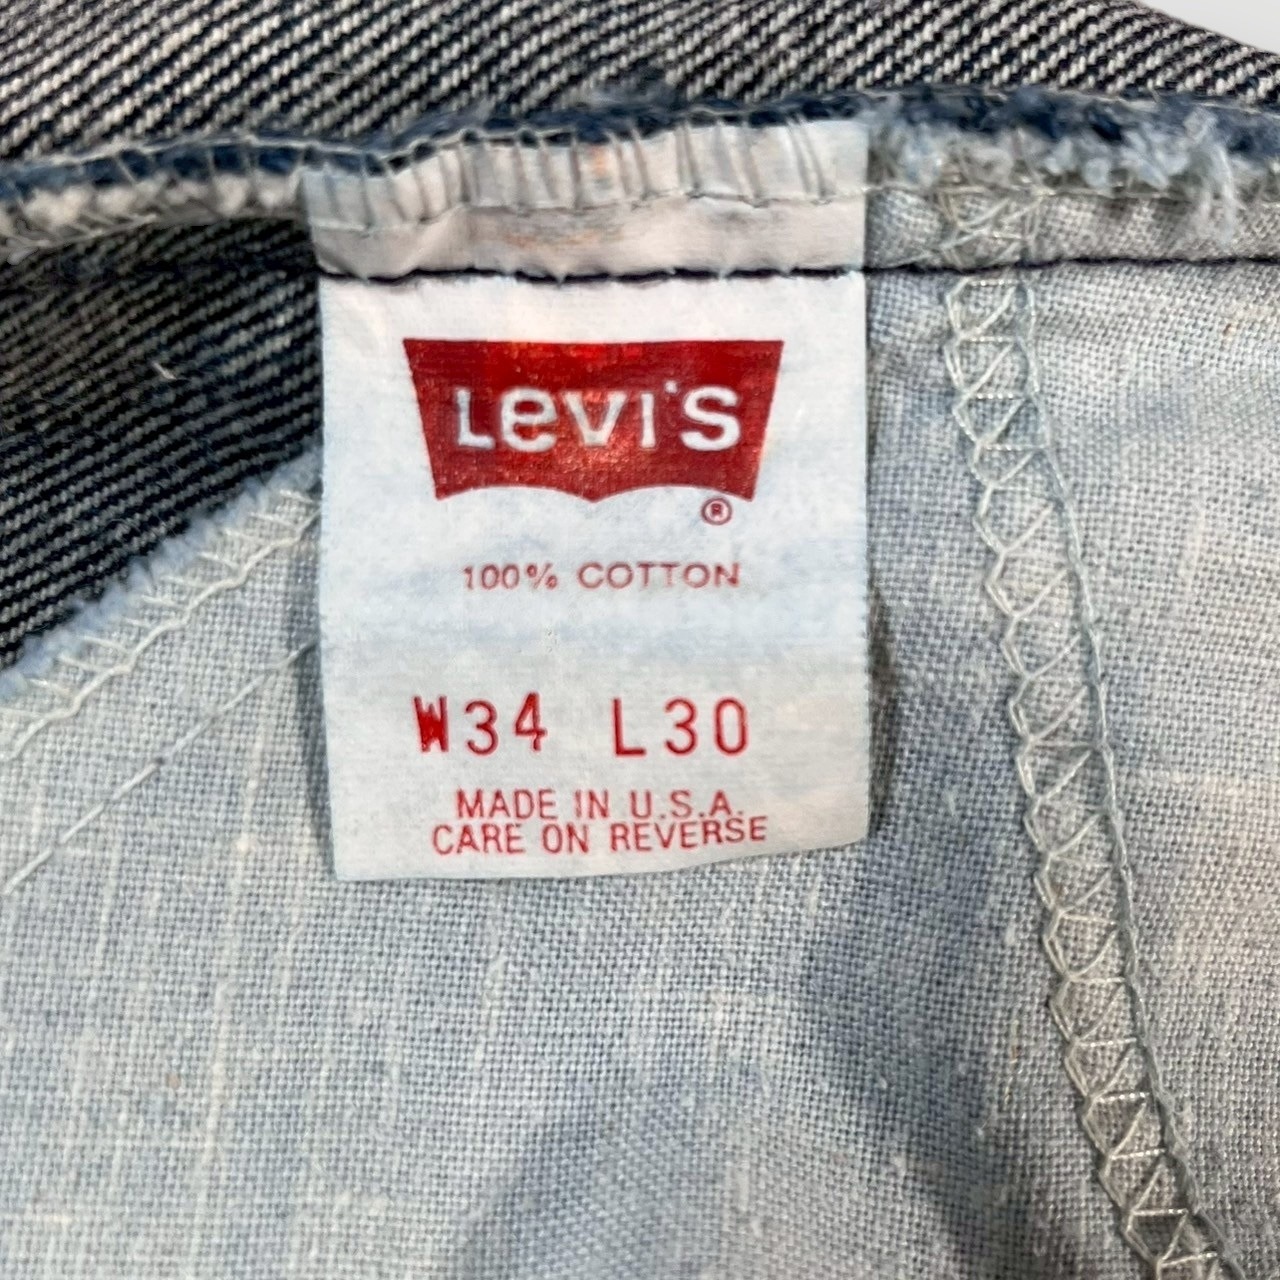 Levi's
®
100% COTTON
W34 L30
MADE IN U.S.A.
CARE ON REVERSE